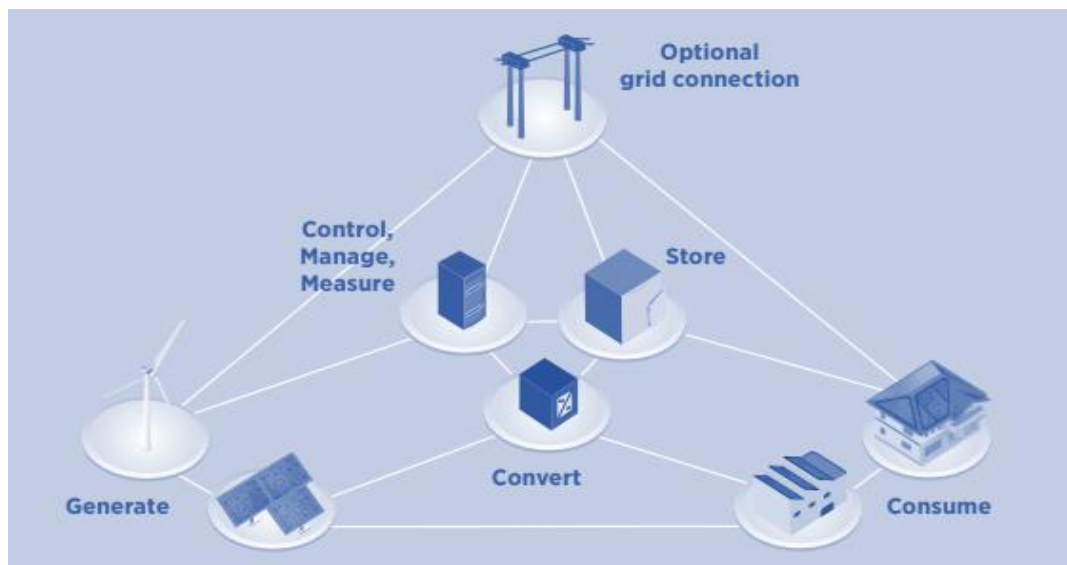 Optional
grid connection
Control,
Manage,
Measure
Store
Convert
Generate
Consume